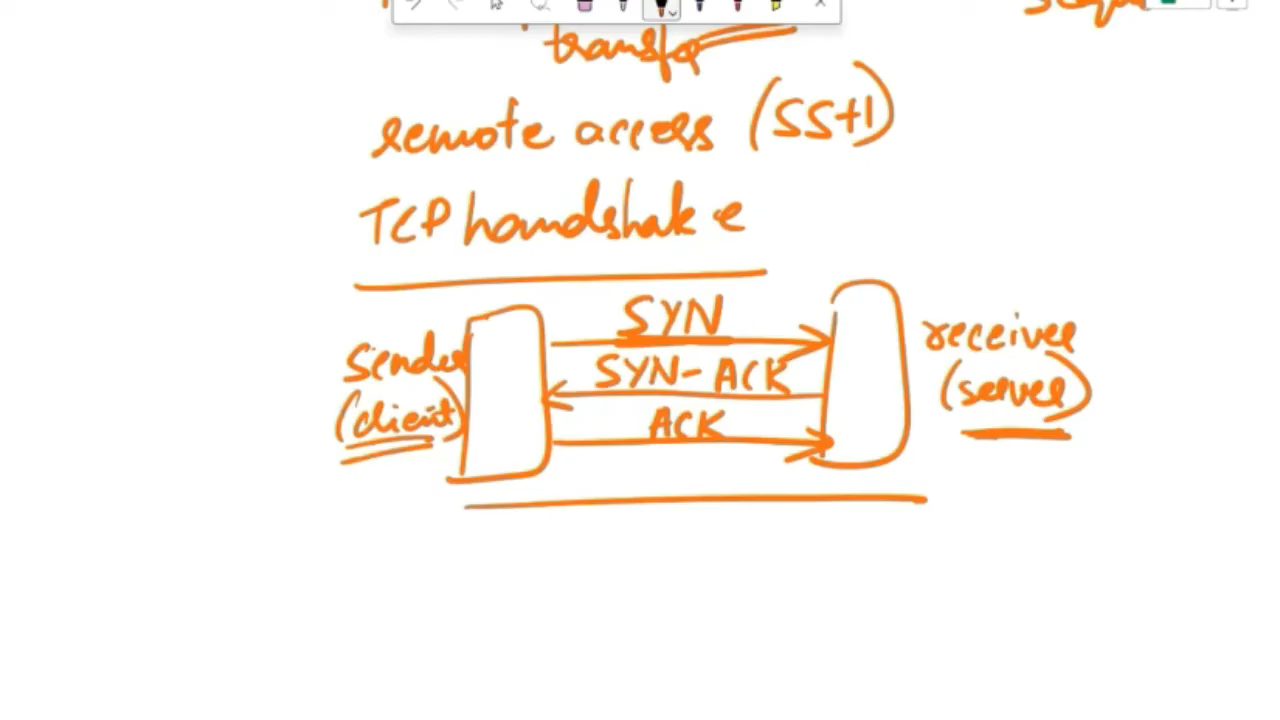 transfer
remote access (SSH)
TCP handshake
SYN
SYN-ACK
ACK
sender
(client)
receiver
(server)